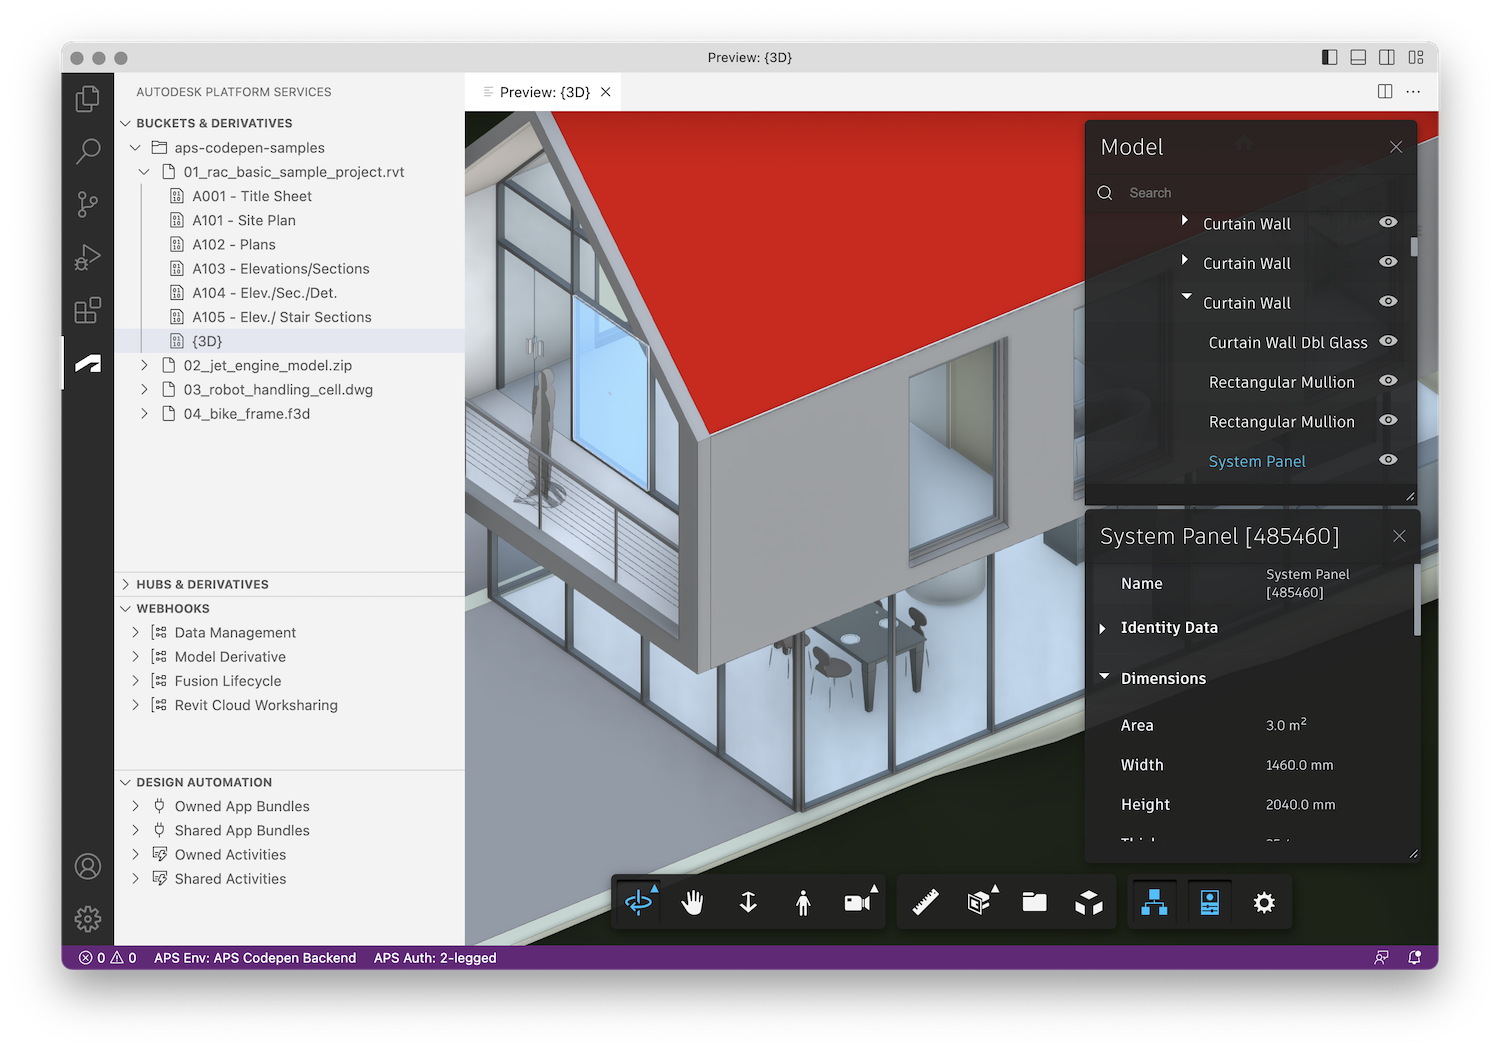 Preview: {3D}
AUTODESK PLATFORM SERVICES
BUCKETS & DERIVATIVES
aps-codepen-samples
01_rac_basic_sample_project.rvt
A001 - Title Sheet
A101 - Site Plan
A102 - Plans
A103 - Elevations/Sections
A104 - Elev./Sec./Det.
A105 - Elev./ Stair Sections
{3D}
02_jet_engine_model.zip
03_robot_handling_cell.dwg
04_bike_frame.f3d
HUBS & DERIVATIVES
WEBHOOKS
Data Management
Model Derivative
Fusion Lifecycle
Revit Cloud Worksharing
DESIGN AUTOMATION
Owned App Bundles
Shared App Bundles
Owned Activities
Shared Activities
Preview: {3D}
Model
Search
Curtain Wall
Curtain Wall
Curtain Wall
Curtain Wall Dbl Glass
Rectangular Mullion
Rectangular Mullion
System Panel
System Panel [485460]
Name System Panel
[485460]
Identity Data
Dimensions
Area 3.0 m²
Width 1460.0 mm
Height 2040.0 mm
0 0 APS Env: APS Codepen Backend APS Auth: 2-legged